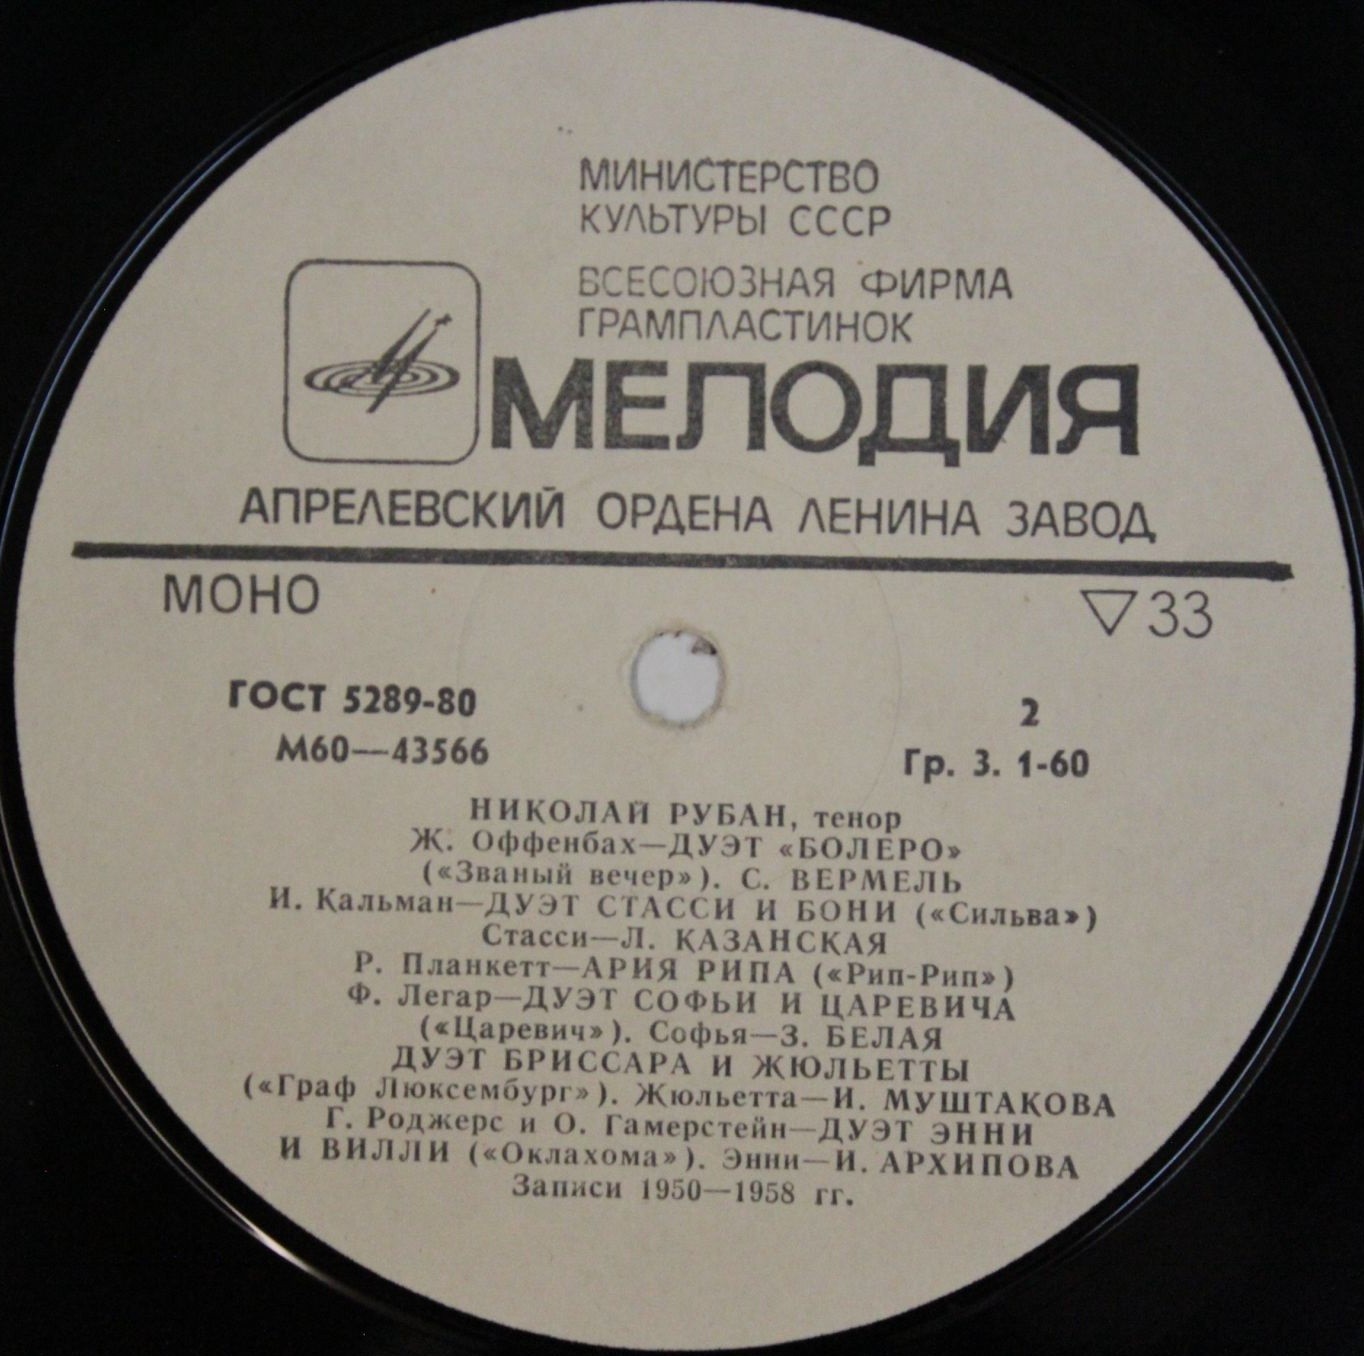 МИНИСТЕРСТВО
КУЛЬТУРЫ СССР
ВСЕСОЮЗНАЯ ФИРМА
ГРАМПЛАСТИНОК
МЕЛОДИЯ
АПРЕЛЕВСКИЙ ОРДЕНА ЛЕНИНА ЗАВОД
МОНО
▽33
ГОСТ 5289-80
2
М60—43566
Гр. 3. 1-60
НИКОЛАЙ РУБАН, тенор
Ж. Оффенбах—ДУЭТ «БОЛЕРО»
(«Званый вечер»). С. ВЕРМЕЛЬ
И. Кальман—ДУЭТ СТАССИ И БОНИ («Сильва»)
Стасси—Л. КАЗАНСКАЯ
Р. Планкетт—АРИЯ РИПА («Рип-Рип»)
Ф. Легар—ДУЭТ СОФЬИ И ЦАРЕВИЧА
(«Царевич»). Софья—З. БЕЛАЯ
ДУЭТ БРИССАРА И ЖЮЛЬЕТТЫ
(«Граф Люксембург»). Жюльетта—И. МУШТАКОВА
Г. Роджерс и О. Гамерстейн—ДУЭТ ЭННИ
И ВИЛЛИ («Оклахома»). Энни—И. АРХИПОВА
Записи 1950—1958 гг.